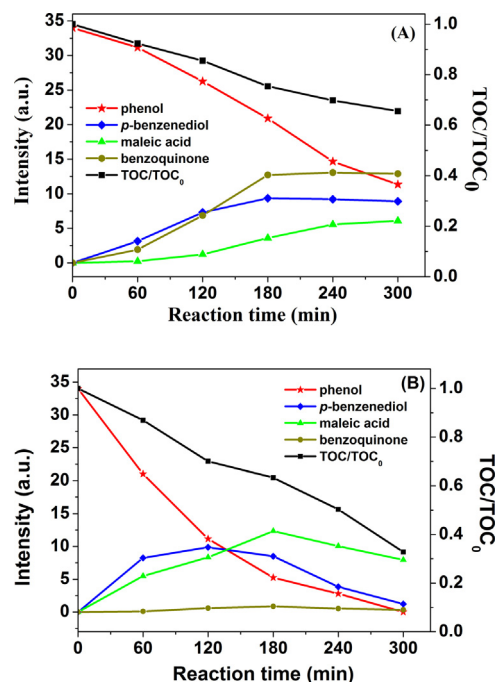 (A)
35
30
25
20
15
10
5
0
Intensity (a.u.)
1.0
0.8
0.6
0.4
0.2
0.0
TOC/TOC0
phenol
p-benzenediol
maleic acid
benzoquinone
TOC/TOC0
0 60 120 180 240 300
Reaction time (min)
(B)
35
30
25
20
15
10
5
0
Intensity (a.u.)
1.0
0.8
0.6
0.4
0.2
0.0
TOC/TOC0
phenol
p-benzenediol
maleic acid
benzoquinone
TOC/TOC0
0 60 120 180 240 300
Reaction time (min)